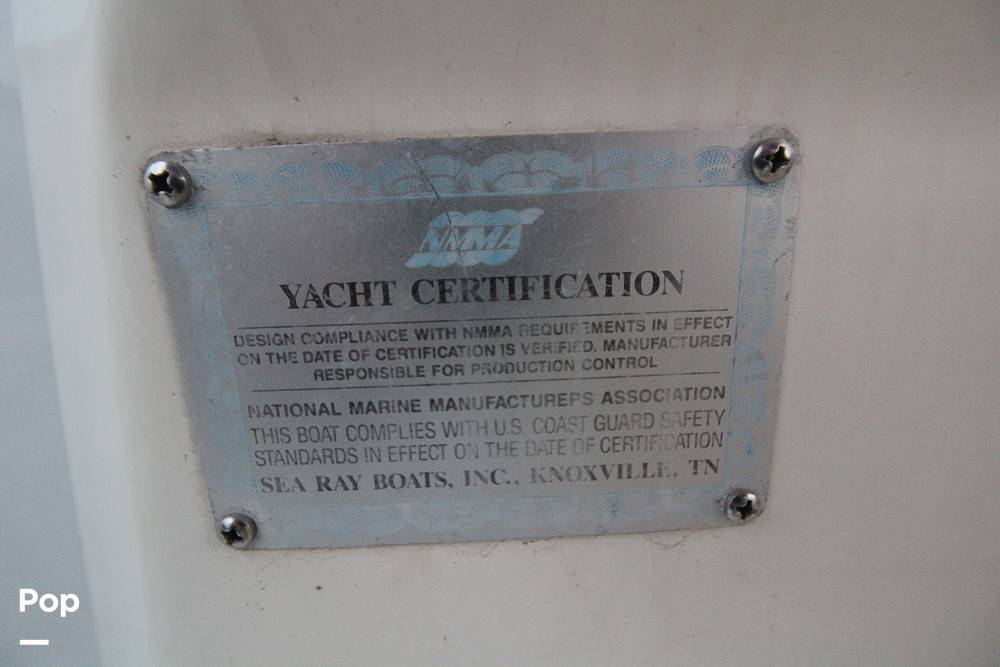 NMMA
YACHT CERTIFICATION
DESIGN COMPLIANCE WITH NMMA REQUIREMENTS IN EFFECT
ON THE DATE OF CERTIFICATION IS VERIFIED. MANUFACTURER
RESPONSIBLE FOR PRODUCTION CONTROL
NATIONAL MARINE MANUFACTURERS ASSOCIATION
THIS BOAT COMPLIES WITH U.S. COAST GUARD SAFETY
STANDARDS IN EFFECT ON THE DATE OF CERTIFICATION
SEA RAY BOATS, INC., KNOXVILLE, TN
Pop